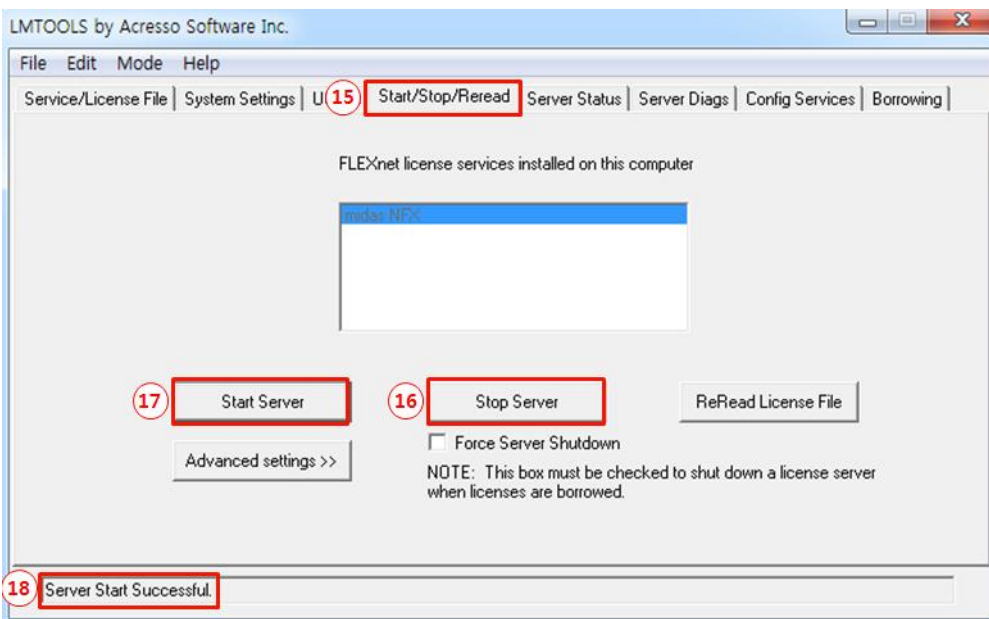 LMTOOLS by Acresso Software Inc.
File Edit Mode Help
Service/License File System Settings U 15 Start/Stop/Reread Server Status Server Diags Config Services Borrowing
FLEXnet license services installed on this computer
midas NFX
17 Start Server 16 Stop Server ReRead License File
Advanced settings >> Force Server Shutdown
NOTE: This box must be checked to shut down a license server
when licenses are borrowed.
18 Server Start Successful.